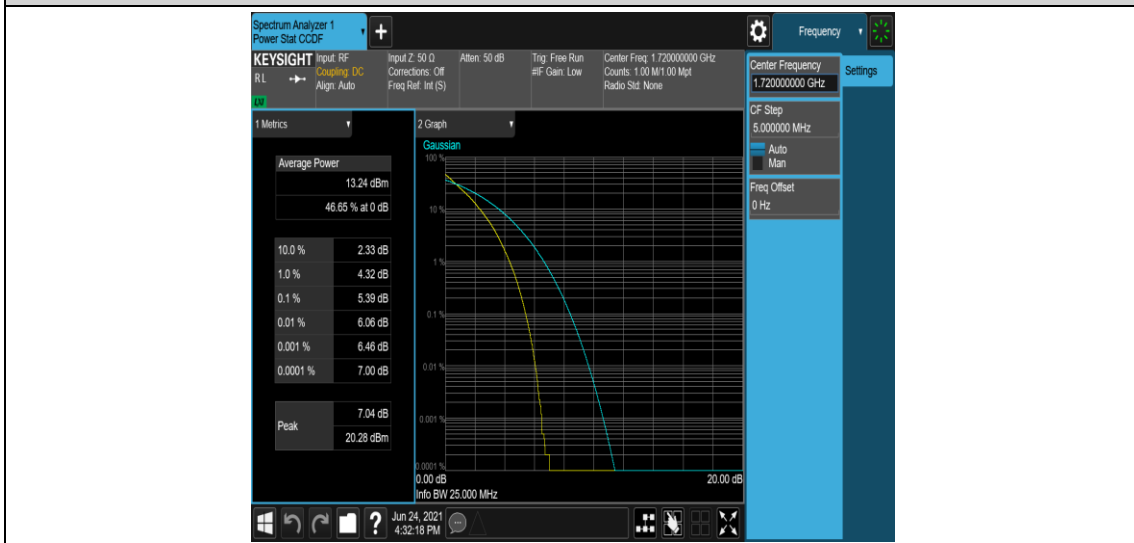 Spectrum Analyzer 1
Power Stat CCDF
+
Frequency
KEYSIGHT
RL
LXI
Input: RF
Coupling: DC
Align: Auto
Input Z: 50 Ω
Corrections: Off
Freq Ref: Int (S)
Atten: 50 dB
Trig: Free Run
#IF Gain: Low
Center Freq: 1.720000000 GHz
Counts: 1.00 M/1.00 Mpt
Radio Std: None
Center Frequency
1.720000000 GHz
Settings
CF Step
5.000000 MHz
Auto
Man
Freq Offset
0 Hz
1 Metrics
Average Power
13.24 dBm
46.65 % at 0 dB
10.0 % 2.33 dB
1.0 % 4.32 dB
0.1 % 5.39 dB
0.01 % 6.06 dB
0.001 % 6.46 dB
0.0001 % 7.00 dB
Peak
7.04 dB
20.28 dBm
2 Graph
Gaussian
100 %
10 %
1 %
0.1 %
0.01 %
0.001 %
0.0001 %
0.00 dB 20.00 dB
Info BW 25.000 MHz
?
Jun 24, 2021
4:32:18 PM